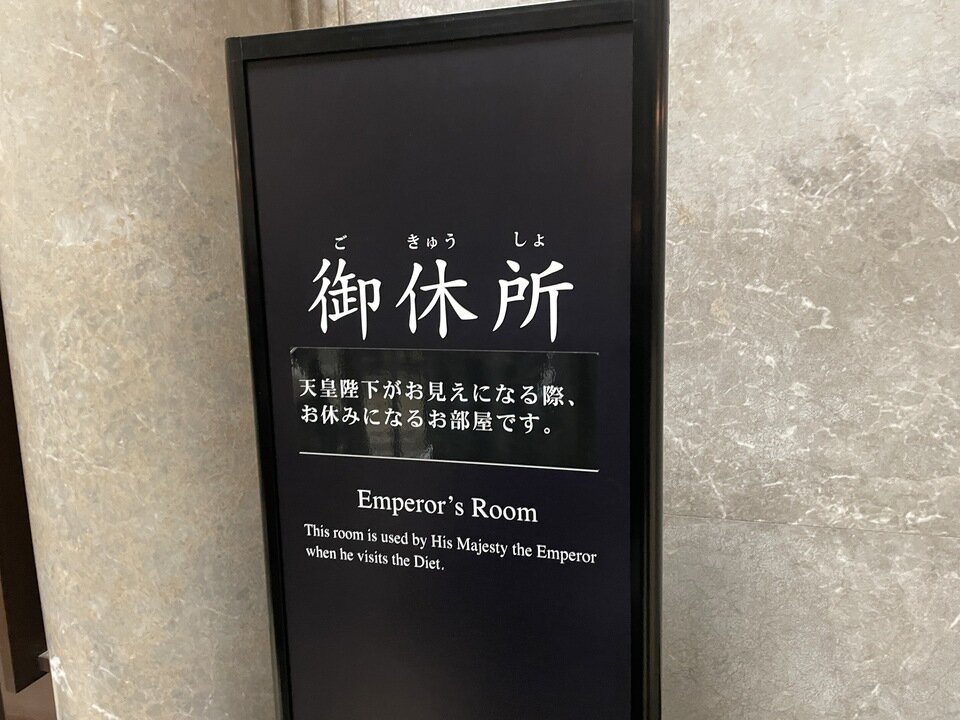 ご きゅう しょ
御休所
天皇陛下がお見えになる際、
お休みになるお部屋です。
Emperor's Room
This room is used by His Majesty the Emperor
when he visits the Diet.